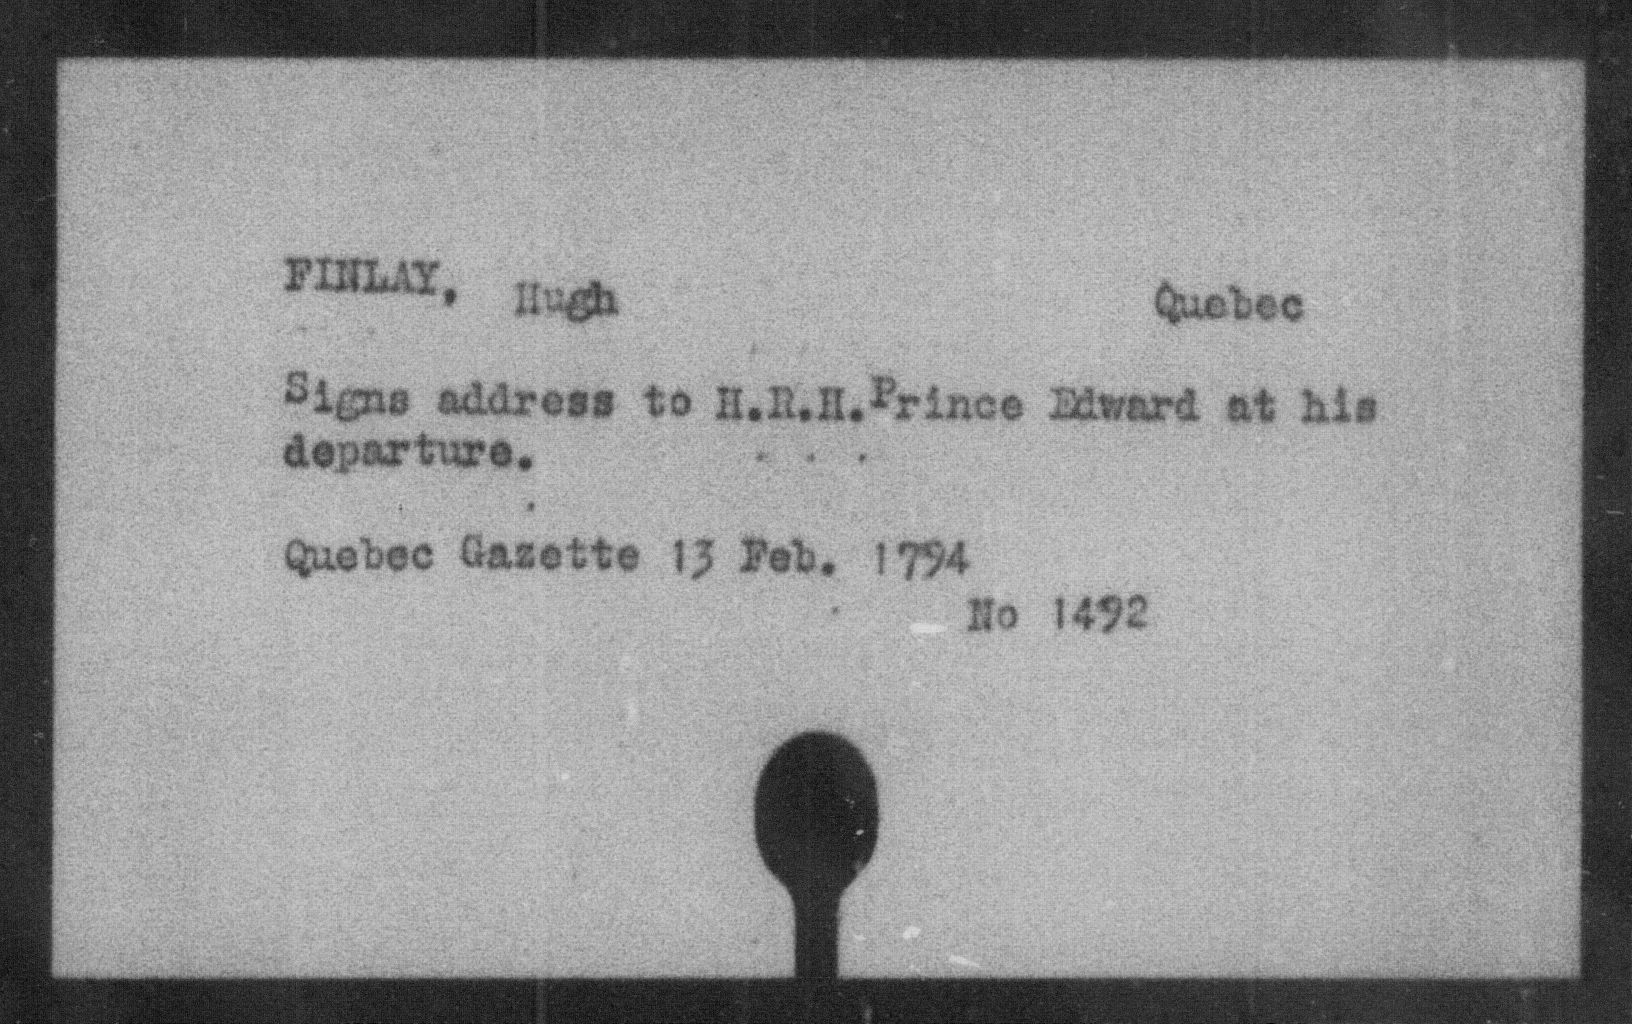 FINLAY, Hugh Quebec
Signs address to H.R.H.Prince Edward at his
departure.
Quebec Gazette 13 Feb. 1794
No 1492